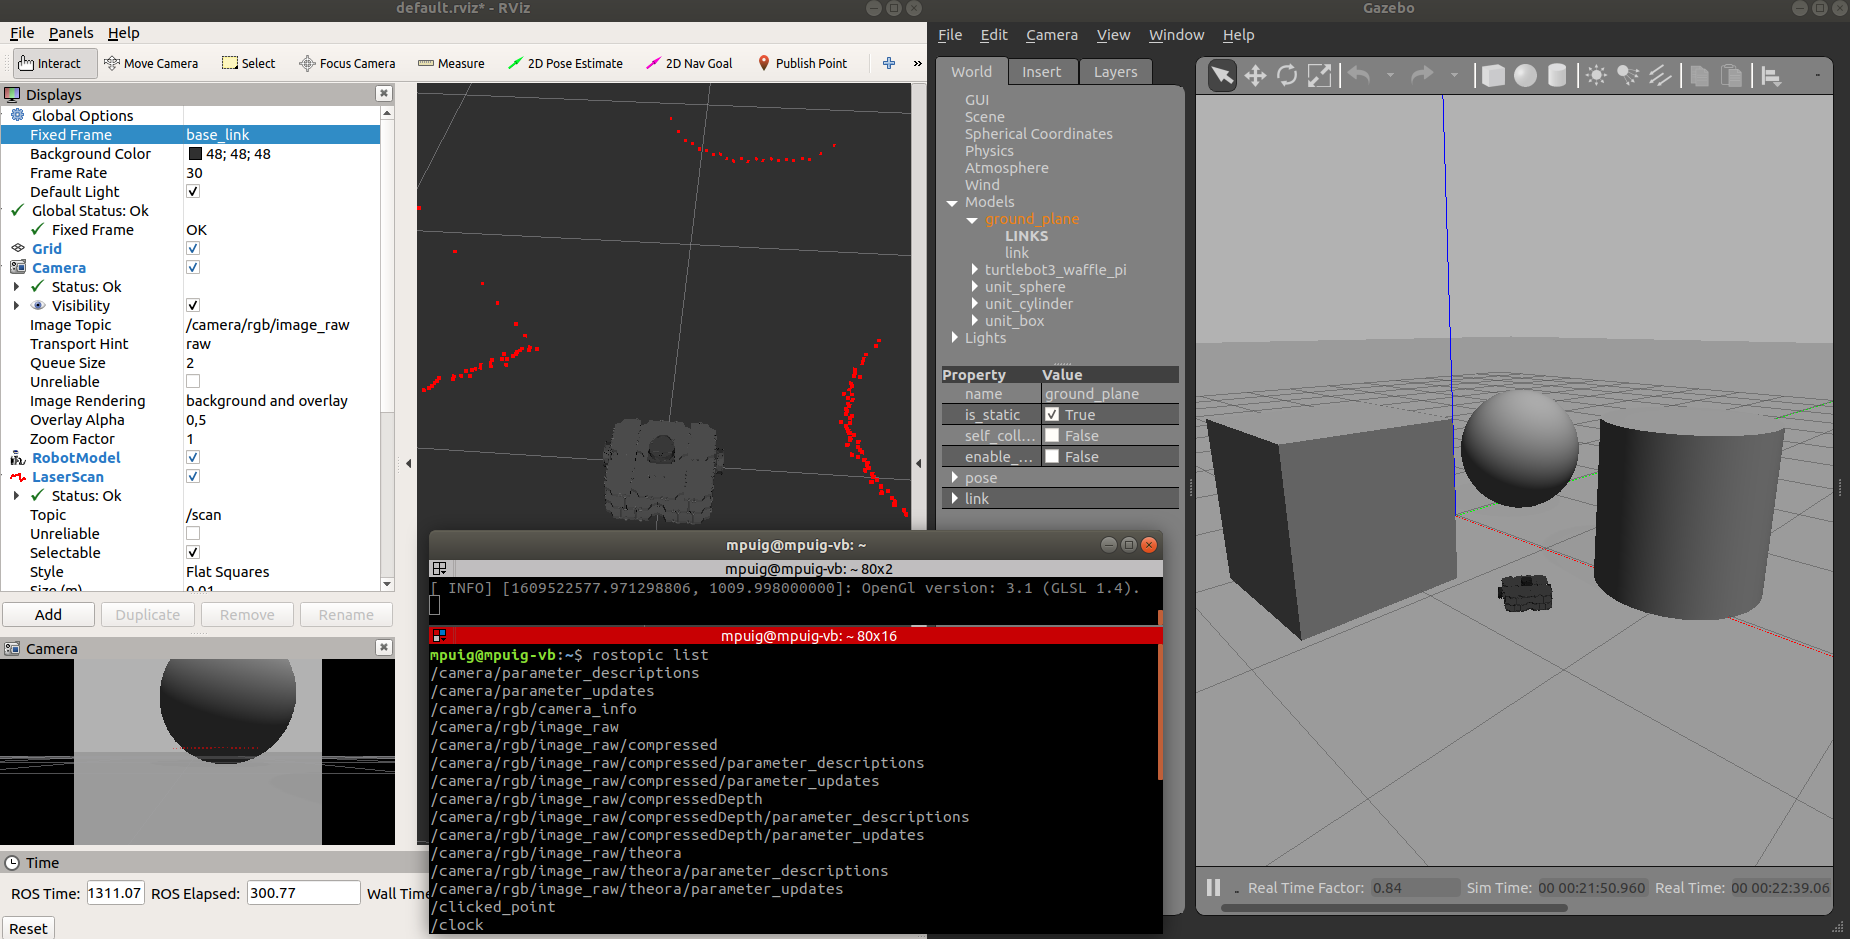 default.rviz* - RViz
File Panels Help
Interact Move Camera Select Focus Camera Measure 2D Pose Estimate 2D Nav Goal Publish Point »
Displays
Global Options
Fixed Frame base_link
Background Color 48; 48; 48
Frame Rate 30
Default Light
Global Status: Ok
Fixed Frame OK
Grid
Camera
Status: Ok
Visibility
Image Topic /camera/rgb/image_raw
Transport Hint raw
Queue Size 2
Unreliable
Image Rendering background and overlay
Overlay Alpha 0,5
Zoom Factor 1
RobotModel
LaserScan
Status: Ok
Topic /scan
Unreliable
Selectable
Style Flat Squares
Size (m) 0.01
Add Duplicate Remove Rename
Camera
Time
ROS Time: 1311.07 ROS Elapsed: 300.77 Wall Time
Reset
mpuig@mpuig-vb: ~
mpuig@mpuig-vb: ~ 80x2
[ INFO] [1609522577.971298806, 1009.998000000]: OpenGl version: 3.1 (GLSL 1.4).
mpuig@mpuig-vb: ~ 80x16
mpuig@mpuig-vb:~$ rostopic list
/camera/parameter_descriptions
/camera/parameter_updates
/camera/rgb/camera_info
/camera/rgb/image_raw
/camera/rgb/image_raw/compressed
/camera/rgb/image_raw/compressed/parameter_descriptions
/camera/rgb/image_raw/compressed/parameter_updates
/camera/rgb/image_raw/compressedDepth
/camera/rgb/image_raw/compressedDepth/parameter_descriptions
/camera/rgb/image_raw/compressedDepth/parameter_updates
/camera/rgb/image_raw/theora
/camera/rgb/image_raw/theora/parameter_descriptions
/camera/rgb/image_raw/theora/parameter_updates
/clicked_point
/clock
Gazebo
File Edit Camera View Window Help
World Insert Layers
GUI
Scene
Spherical Coordinates
Physics
Atmosphere
Wind
Models
ground_plane
LINKS
link
turtlebot3_waffle_pi
unit_sphere
unit_cylinder
unit_box
Lights
Property Value
name ground_plane
is_static True
self_coll... False
enable_... False
pose
link
Real Time Factor: 0.84 Sim Time: 00 00:21:50.960 Real Time: 00 00:22:39.06